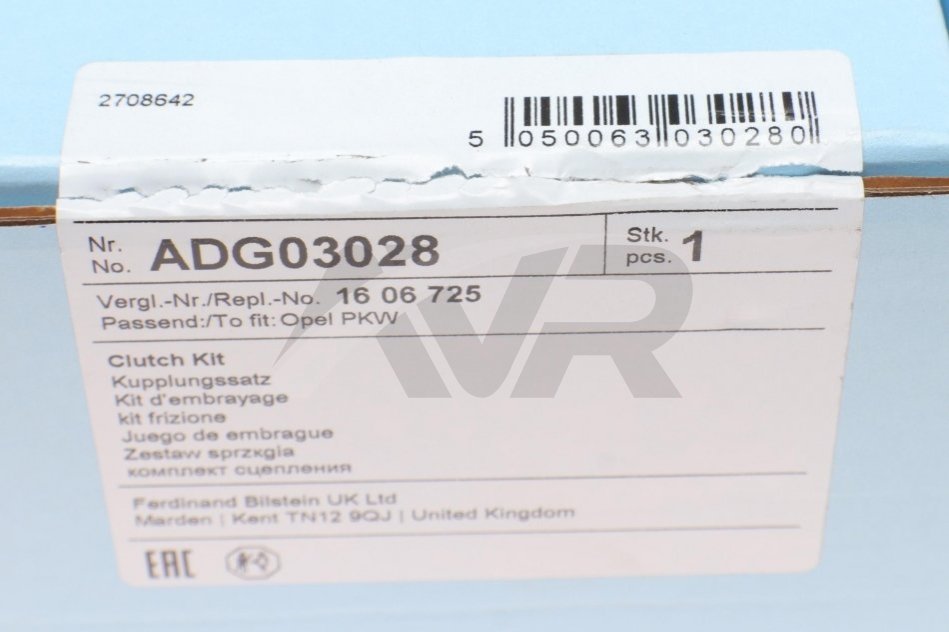 2708642
5 050063 030280
Nr.
No. ADG03028
Stk.
pcs. 1
Vergl.-Nr./Repl.-No. 16 06 725
Passend:/To fit: Opel PKW
Clutch Kit
Kupplungssatz
Kit d'embrayage
kit frizione
Juego de embrague
Zestaw sprzxgia
комплект сцепления
Ferdinand Bilstein UK Ltd
Marden | Kent TN12 9QJ | United Kingdom
EAC
AVR